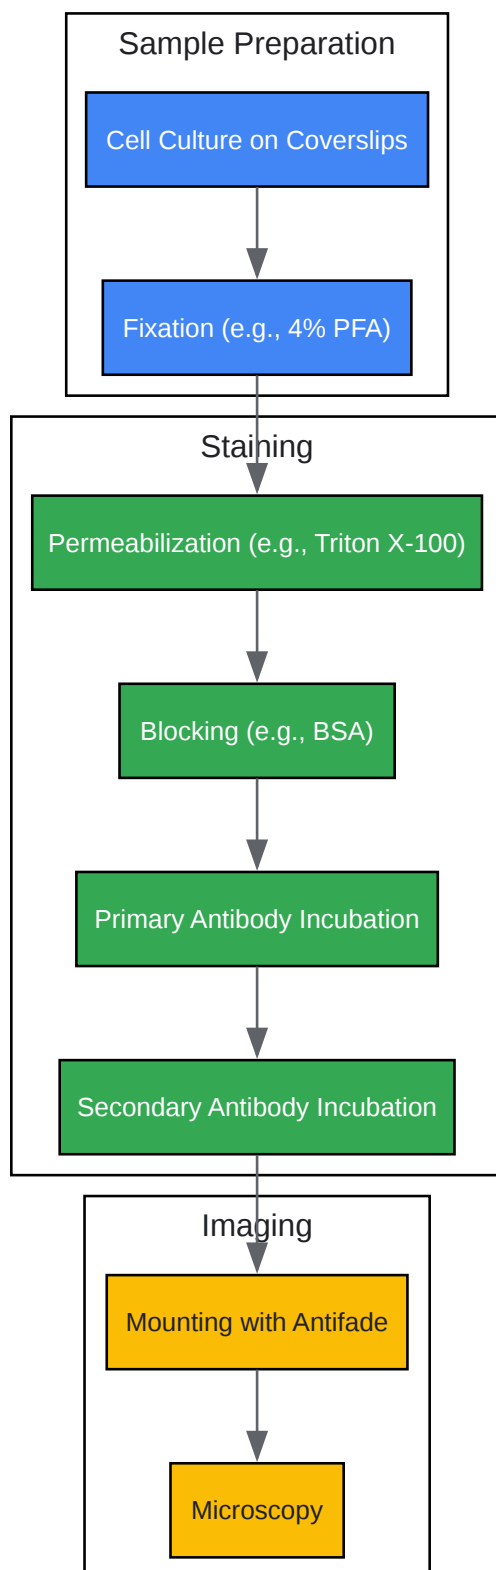 Sample Preparation
Cell Culture on Coverslips
Fixation (e.g., 4% PFA)
Staining
Permeabilization (e.g., Triton X-100)
Blocking (e.g., BSA)
Primary Antibody Incubation
Secondary Antibody Incubation
Imaging
Mounting with Antifade
Microscopy